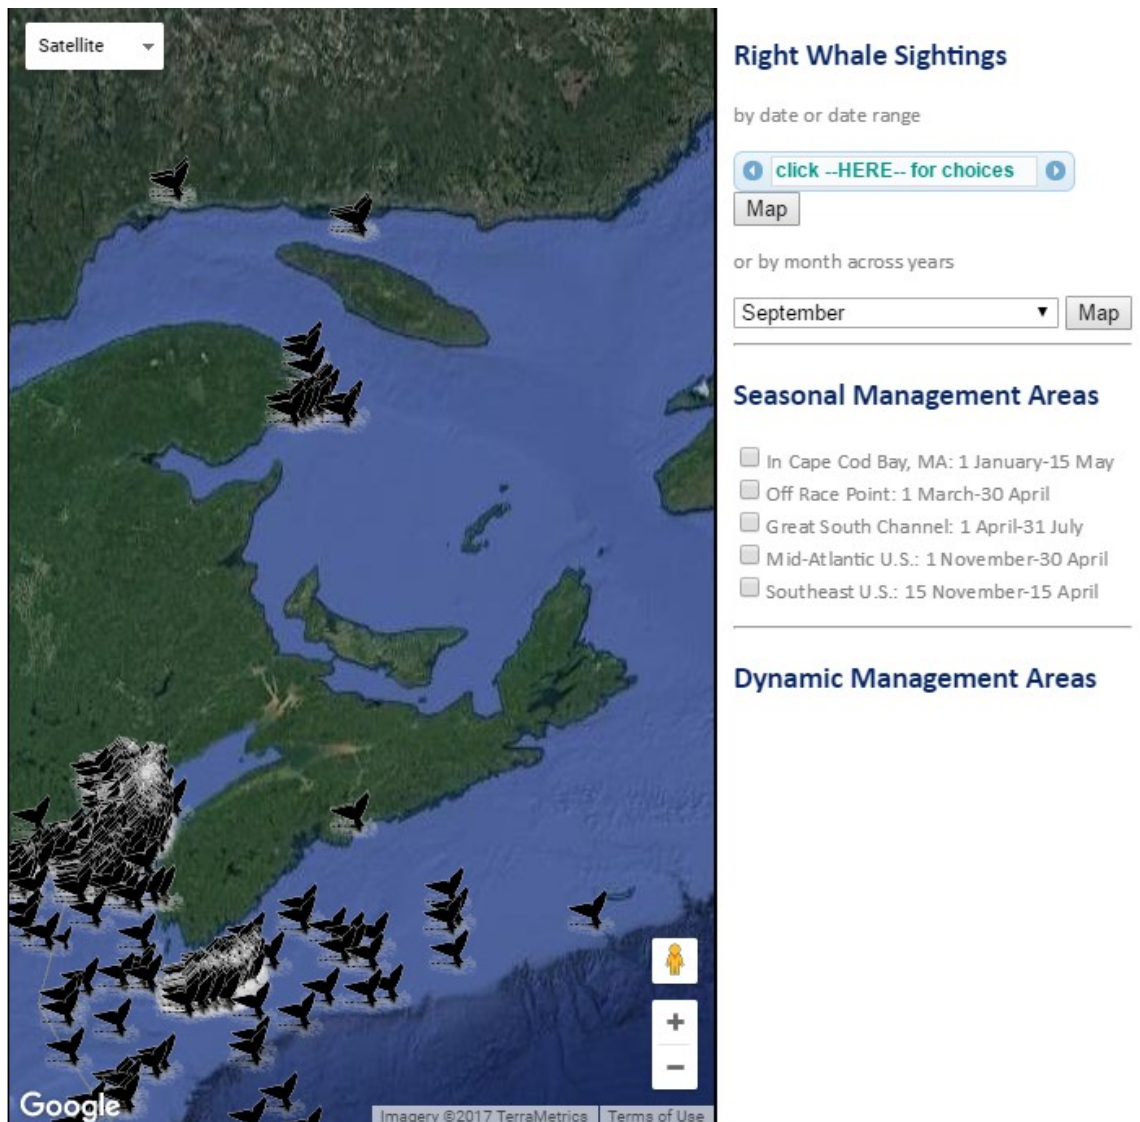 Satellite
Right Whale Sightings
by date or date range
click --HERE-- for choices
Map
or by month across years
September
Map
Seasonal Management Areas
In Cape Cod Bay, MA: 1 January-15 May
Off Race Point: 1 March-30 April
Great South Channel: 1 April-31 July
Mid-Atlantic U.S.: 1 November-30 April
Southeast U.S.: 15 November-15 April
Dynamic Management Areas
+
−
Google
Imagery ©2017 TerraMetrics
Terms of Use